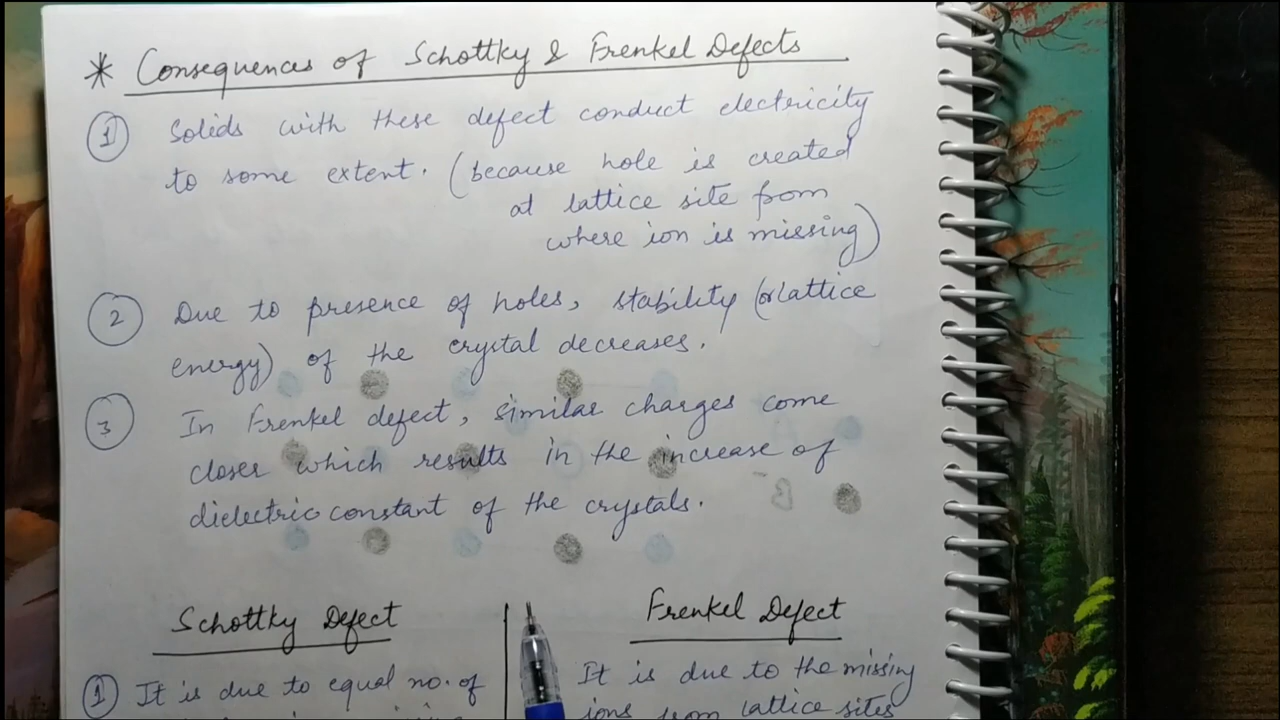 * Consequences of Schottky & Frenkel Defects
1 Solids with these defect conduct electricity
to some extent. (because hole is created
at lattice site from
where ion is missing)
2 Due to presence of holes, stability (or lattice
energy) of the crystal decreases.
3 In Frenkel defect, similar charges come
closer which results in the increase of
dielectric constant of the crystals.
Schottky Defect
1 It is due to equal no. of
Frenkel Defect
It is due to the missing
ions from lattice sites